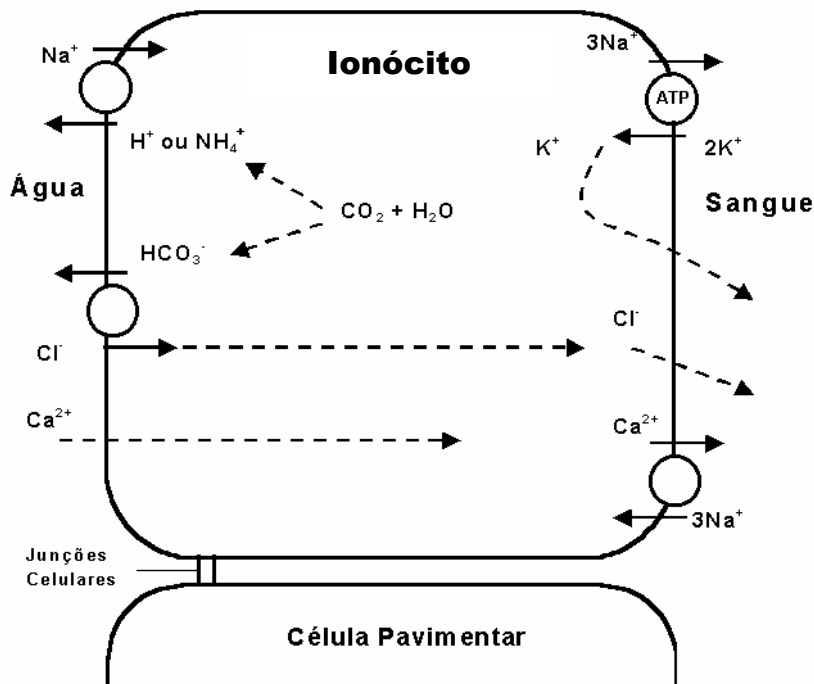 Ionócito
Na⁺
3Na⁺
ATP
H⁺ ou NH₄⁺
K⁺
2K⁺
Água
CO₂ + H₂O
Sangue
HCO₃⁻
Cl⁻
Cl⁻
Ca²⁺
Ca²⁺
3Na⁺
Junções
Celulares
Célula Pavimentar